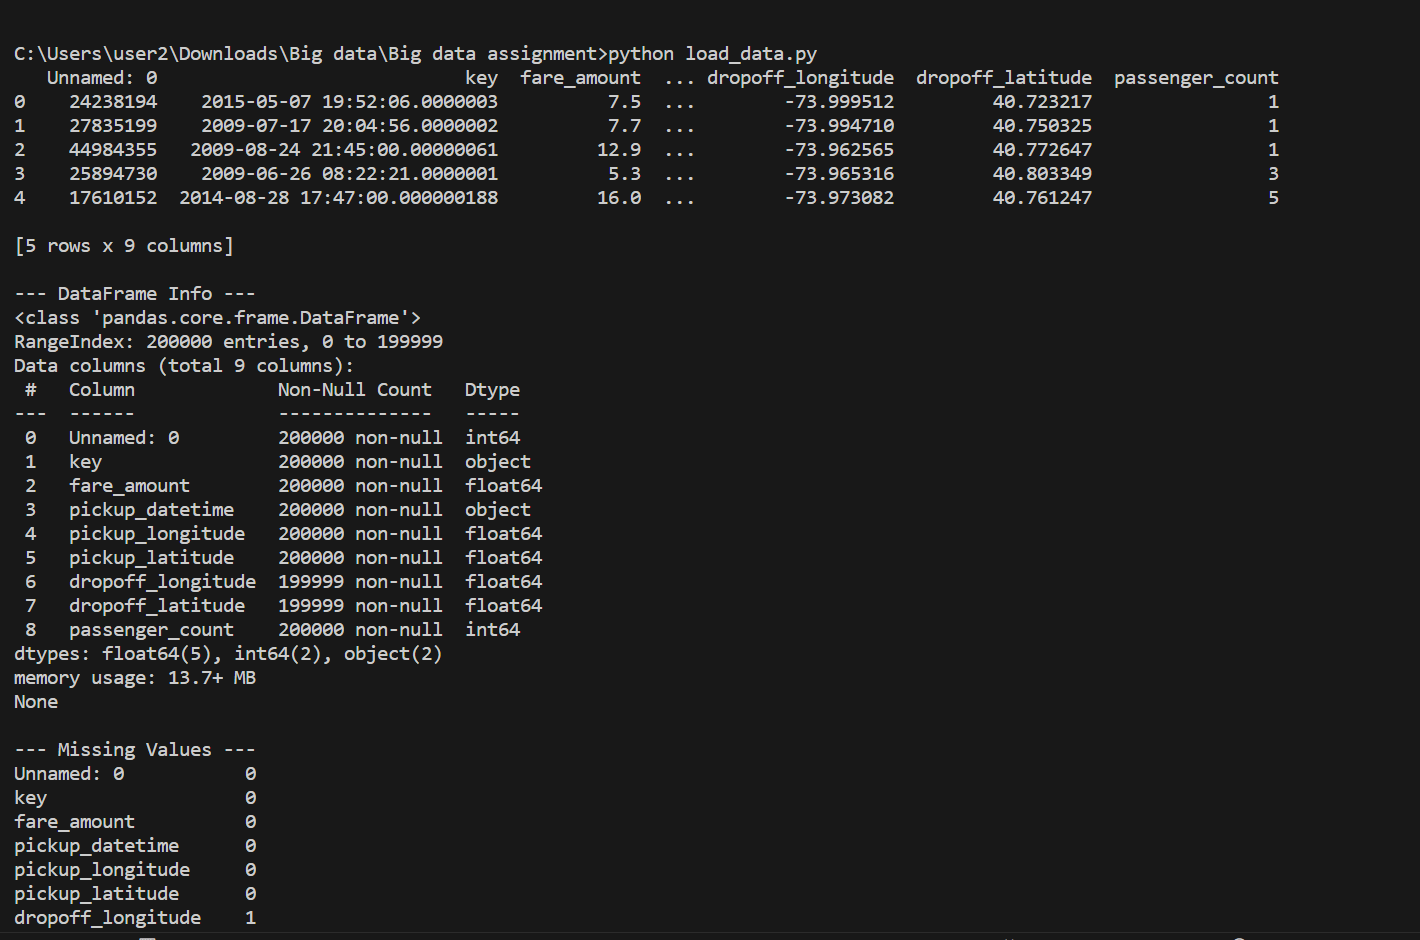 C:\Users\user2\Downloads\Big data\Big data assignment>python load_data.py
   Unnamed: 0                            key  fare_amount  ... dropoff_longitude  dropoff_latitude  passenger_count
0    24238194    2015-05-07 19:52:06.0000003          7.5  ...        -73.999512         40.723217                1
1    27835199    2009-07-17 20:04:56.0000002          7.7  ...        -73.994710         40.750325                1
2    44984355   2009-08-24 21:45:00.00000061         12.9  ...        -73.962565         40.772647                1
3    25894730    2009-06-26 08:22:21.0000001          5.3  ...        -73.965316         40.803349                3
4    17610152  2014-08-28 17:47:00.000000188         16.0  ...        -73.973082         40.761247                5
[5 rows x 9 columns]
--- DataFrame Info ---
<class 'pandas.core.frame.DataFrame'>
RangeIndex: 200000 entries, 0 to 199999
Data columns (total 9 columns):
 #   Column             Non-Null Count   Dtype
---  ------             --------------   -----
 0   Unnamed: 0         200000 non-null  int64
 1   key                200000 non-null  object
 2   fare_amount        200000 non-null  float64
 3   pickup_datetime    200000 non-null  object
 4   pickup_longitude   200000 non-null  float64
 5   pickup_latitude    200000 non-null  float64
 6   dropoff_longitude  199999 non-null  float64
 7   dropoff_latitude   199999 non-null  float64
 8   passenger_count    200000 non-null  int64
dtypes: float64(5), int64(2), object(2)
memory usage: 13.7+ MB
None
--- Missing Values ---
Unnamed: 0           0
key                  0
fare_amount          0
pickup_datetime      0
pickup_longitude     0
pickup_latitude      0
dropoff_longitude    1